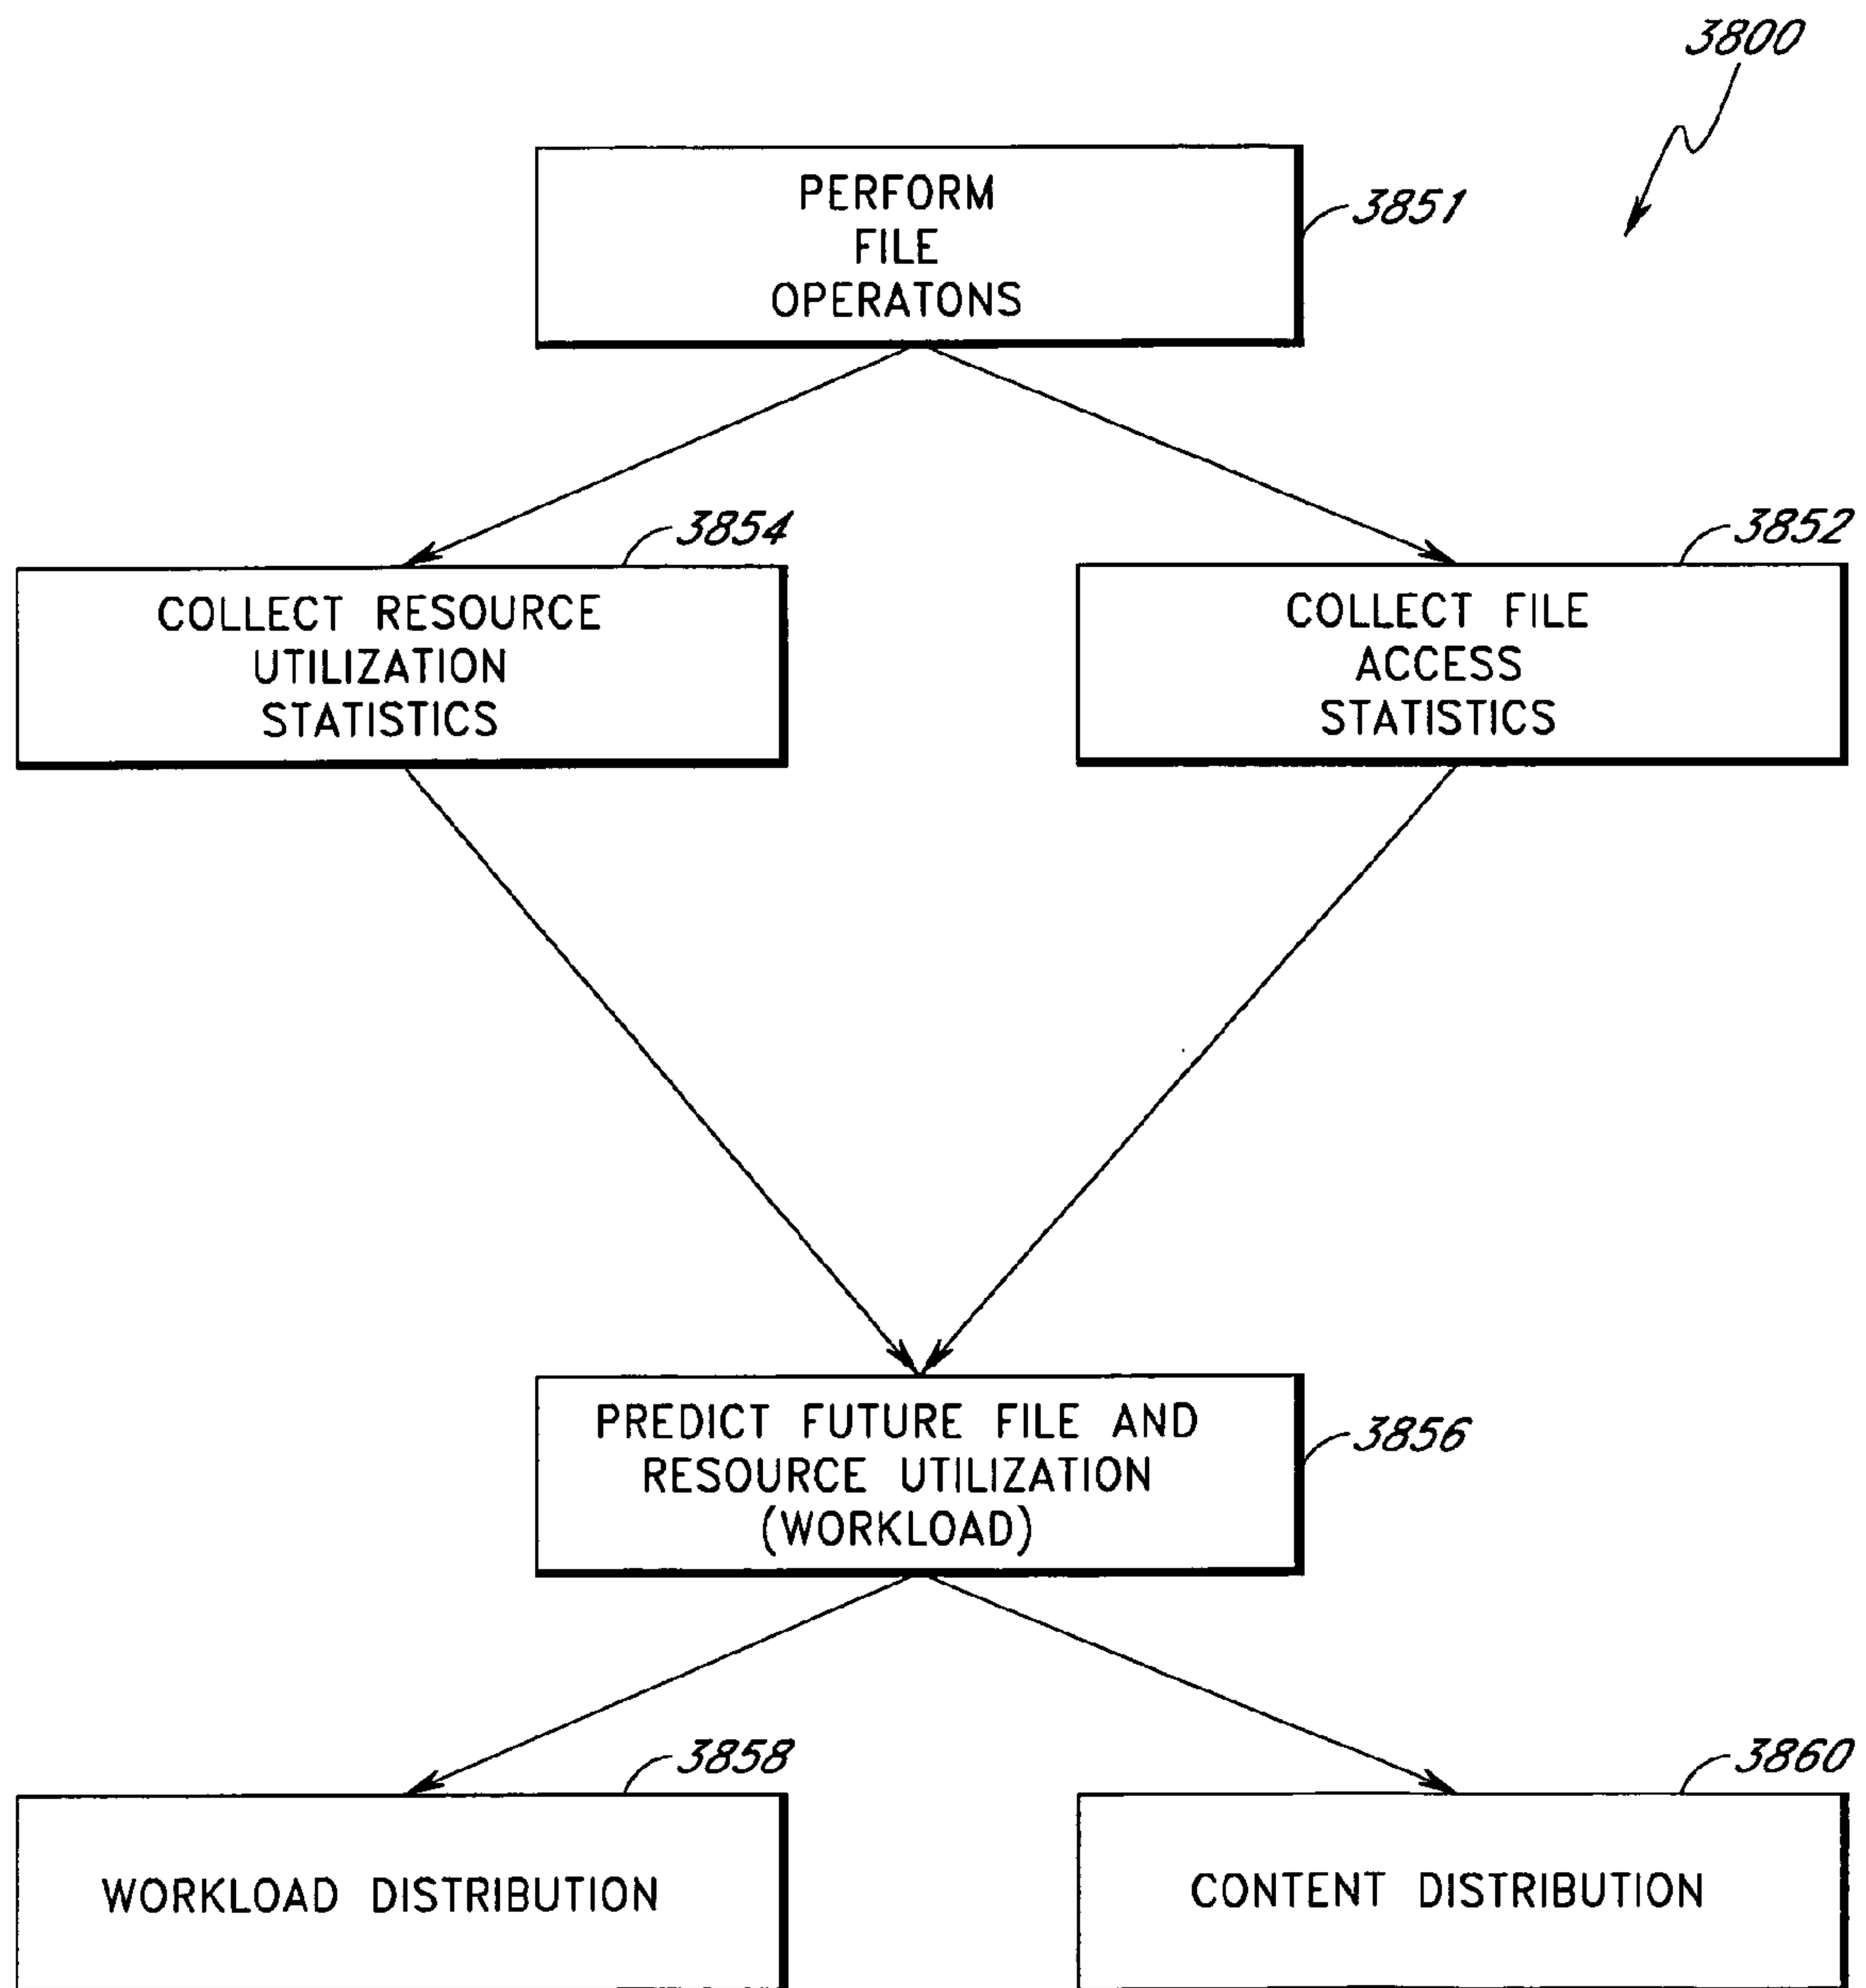 3800
PERFORM
FILE
OPERATONS
3851
3854
COLLECT RESOURCE
UTILIZATION
STATISTICS
3852
COLLECT FILE
ACCESS
STATISTICS
PREDICT FUTURE FILE AND
RESOURCE UTILIZATION
(WORKLOAD)
3856
3858
WORKLOAD DISTRIBUTION
3860
CONTENT DISTRIBUTION